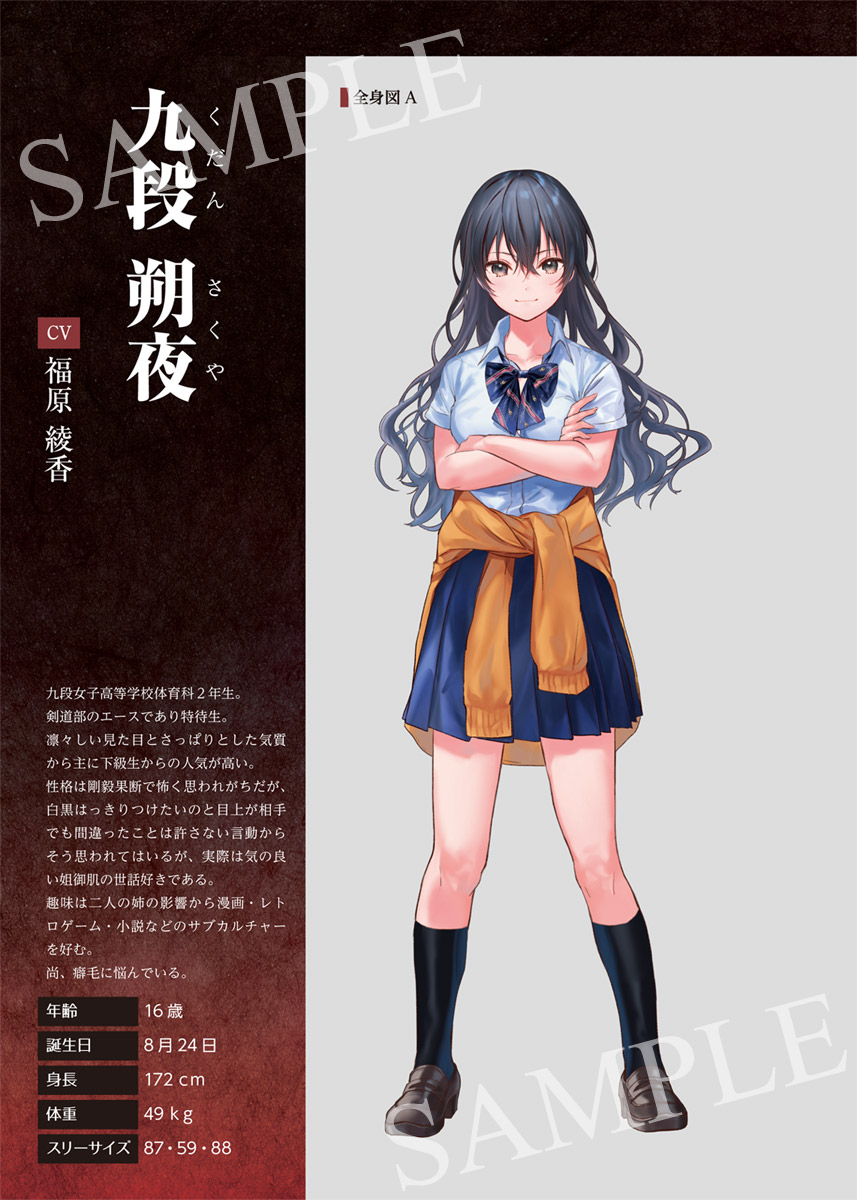 SAMPLE
全身図 A
九段 朔夜
くだん さくや
CV
福原 綾香
九段女子高等学校体育科２年生。
剣道部のエースであり特待生。
凛々しい見た目とさっぱりとした気質
から主に下級生からの人気が高い。
性格は剛毅果断で怖く思われがちだが、
白黒はっきりつけたいのと目上が相手
でも間違ったことは許さない言動から
そう思われてはいるが、実際は気の良
い姐御肌の世話好きである。
趣味は二人の姉の影響から漫画・レト
ロゲーム・小説などのサブカルチャー
を好む。
尚、癖毛に悩んでいる。
年齢 16歳
誕生日 8月24日
身長 172 cm
体重 49 kg
スリーサイズ 87・59・88
SAMPLE